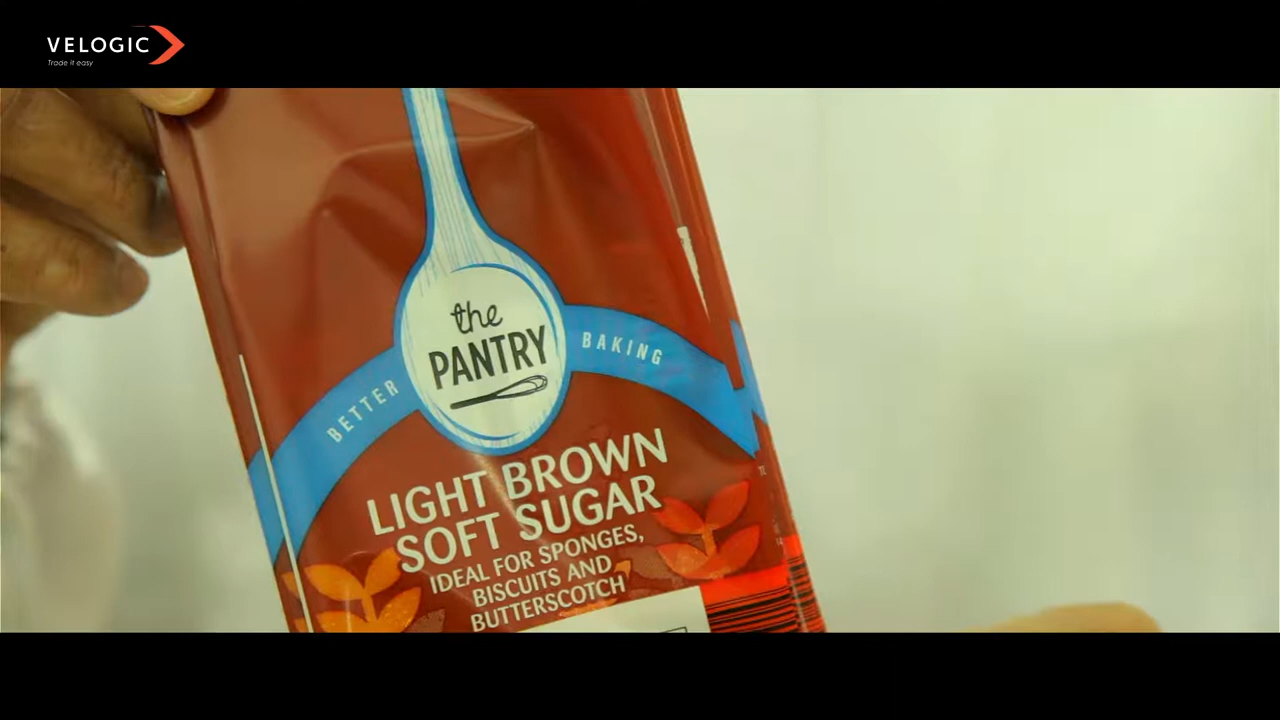 VELOGIC
Trade it easy
the
PANTRY
BETTER BAKING
LIGHT BROWN
SOFT SUGAR
IDEAL FOR SPONGES,
BISCUITS AND
BUTTERSCOTCH